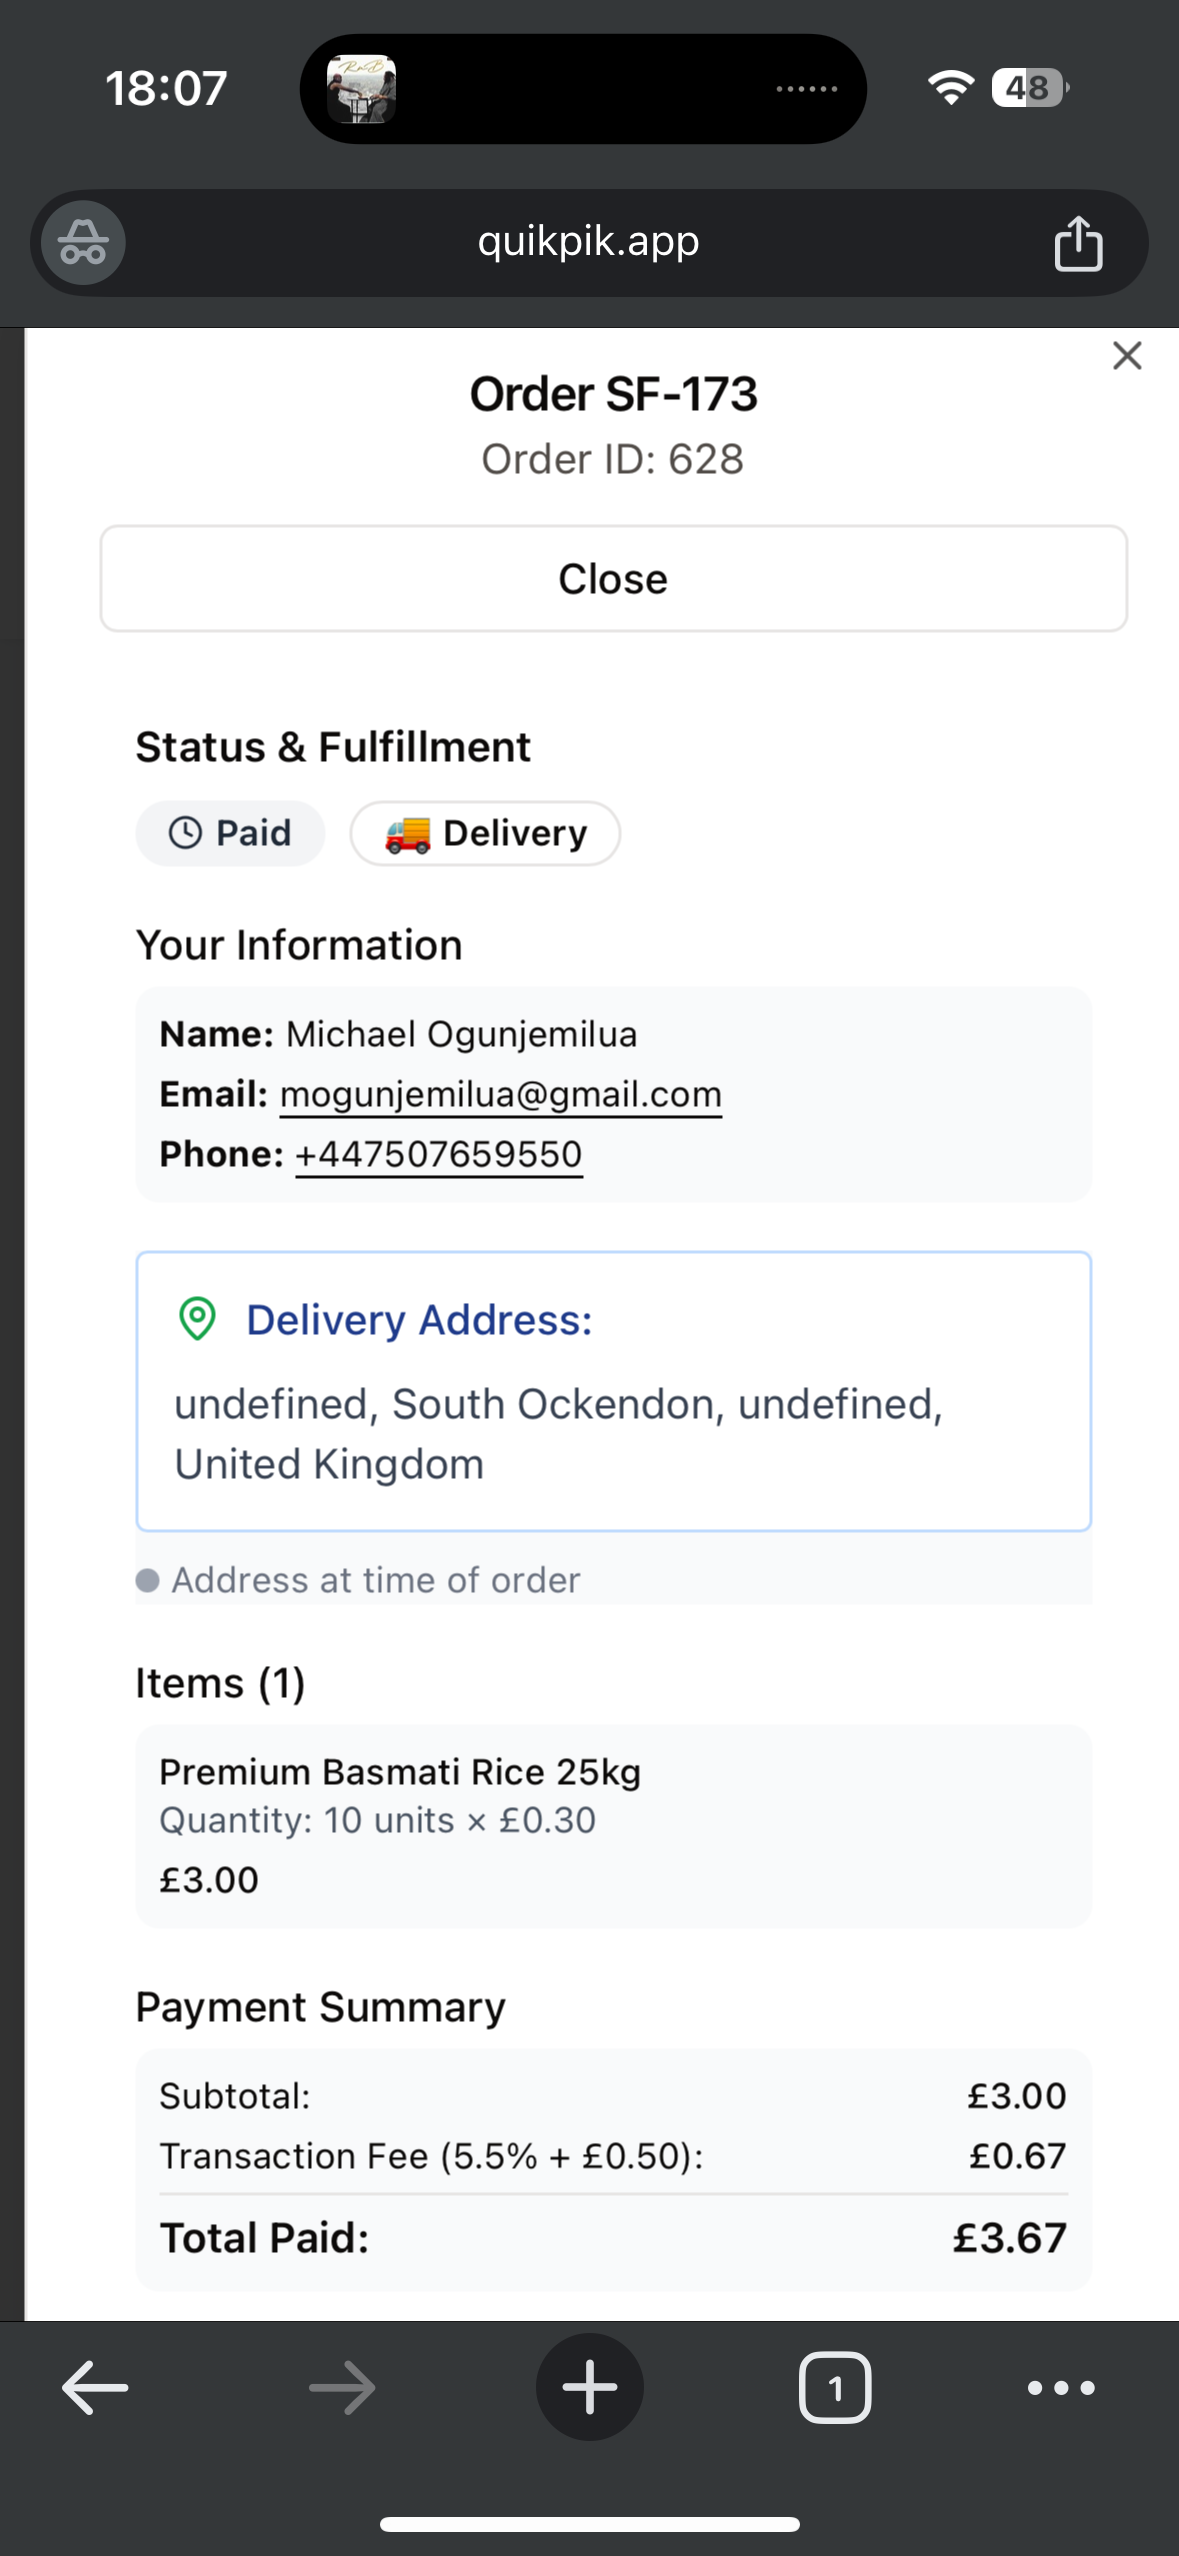 18:07
48
quikpik.app
Order SF-173
Order ID: 628
Close
Status & Fulfillment
Paid
Delivery
Your Information
Name: Michael Ogunjemilua
Email: mogunjemilua@gmail.com
Phone: +447507659550
Delivery Address:
undefined, South Ockendon, undefined,
United Kingdom
Address at time of order
Items (1)
Premium Basmati Rice 25kg
Quantity: 10 units × £0.30
£3.00
Payment Summary
Subtotal: £3.00
Transaction Fee (5.5% + £0.50): £0.67
Total Paid: £3.67
1